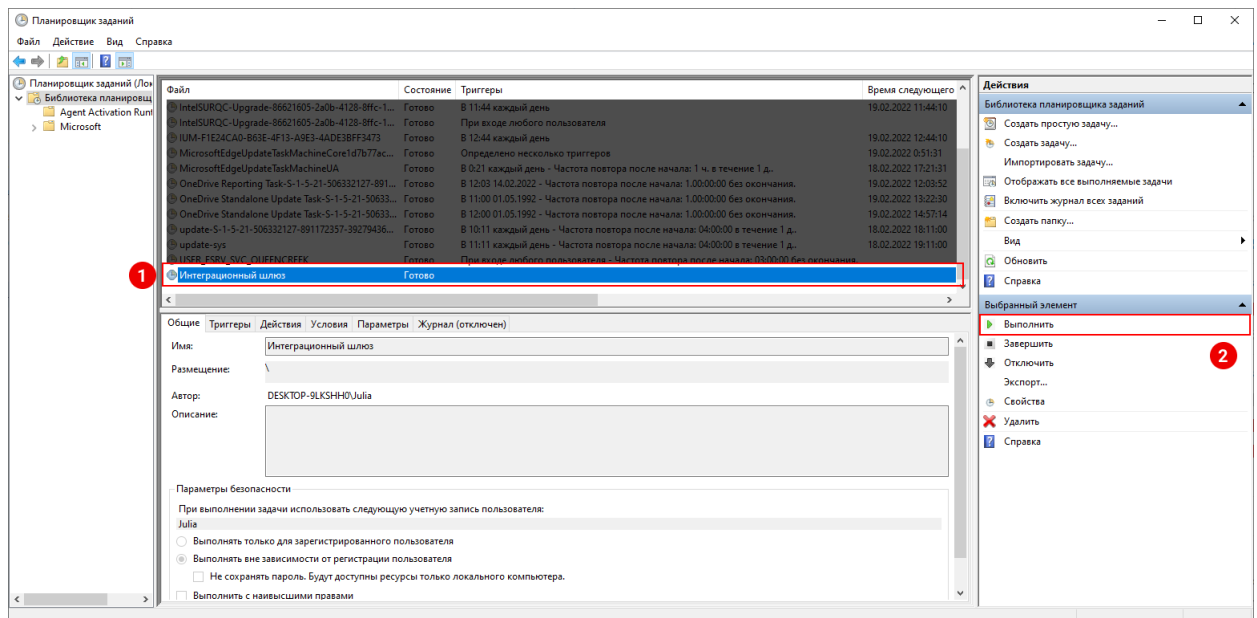 Планировщик заданий
Файл Действие Вид Справка
Планировщик заданий (Лок
Библиотека планировщ
Agent Activation Runt
Microsoft
Файл Состояние Триггеры Время следующего
IntelSURQC-Upgrade-86621605-2a0b-4128-8ffc-1... Готово В 11:44 каждый день 19.02.2022 11:44:10
IntelSURQC-Upgrade-86621605-2a0b-4128-8ffc-1... Готово При входе любого пользователя
IUM-F1E24CA0-B63E-4F13-A9E3-4ADE3BFF3473 Готово В 12:44 каждый день 19.02.2022 12:44:10
MicrosoftEdgeUpdateTaskMachineCore1d7b77ac... Готово Определено несколько триггеров 19.02.2022 0:51:31
MicrosoftEdgeUpdateTaskMachineUA Готово В 0:21 каждый день - Частота повтора после начала: 1 ч. в течение 1 д.. 18.02.2022 17:21:31
OneDrive Reporting Task-S-1-5-21-506332127-891... Готово В 12:03 14.02.2022 - Частота повтора после начала: 1.00:00:00 без окончания. 19.02.2022 12:03:52
OneDrive Standalone Update Task-S-1-5-21-50633... Готово В 11:00 01.05.1992 - Частота повтора после начала: 1.00:00:00 без окончания. 19.02.2022 13:22:30
OneDrive Standalone Update Task-S-1-5-21-50633... Готово В 12:00 01.05.1992 - Частота повтора после начала: 1.00:00:00 без окончания. 19.02.2022 14:57:14
update-S-1-5-21-506332127-891172357-39279436... Готово В 10:11 каждый день - Частота повтора после начала: 04:00:00 в течение 1 д.. 18.02.2022 18:11:00
update-sys Готово В 11:11 каждый день - Частота повтора после начала: 04:00:00 в течение 1 д.. 18.02.2022 19:11:00
USER_ESRV_SVC_QUEENCREEK Готово При входе любого пользователя - Частота повтора после начала: 03:00:00 без окончания.
1 Интеграционный шлюз Готово
Общие Триггеры Действия Условия Параметры Журнал (отключен)
Имя: Интеграционный шлюз
Размещение: \
Автор: DESKTOP-9LKSHH0\Julia
Описание:
Параметры безопасности
При выполнении задачи использовать следующую учетную запись пользователя:
Julia
Выполнять только для зарегистрированного пользователя
Выполнять вне зависимости от регистрации пользователя
Не сохранять пароль. Будут доступны ресурсы только локального компьютера.
Выполнить с наивысшими правами
Действия
Библиотека планировщика заданий
Создать простую задачу...
Создать задачу...
Импортировать задачу...
Отображать все выполняемые задачи
Включить журнал всех заданий
Создать папку...
Вид
Обновить
Справка
Выбранный элемент
Выполнить
2
Завершить
Отключить
Экспорт...
Свойства
Удалить
Справка